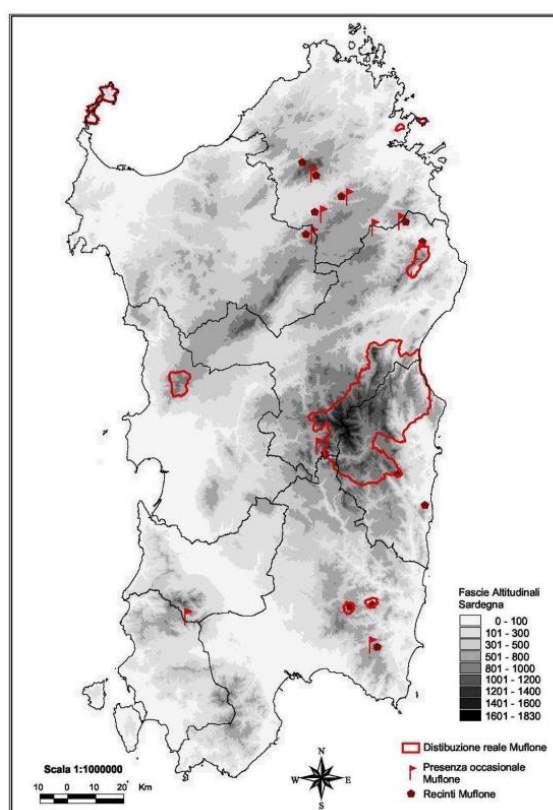 Fascie Altitudinali
Sardegna
0 - 100
101 - 300
301 - 500
501 - 800
801 - 1000
1001 - 1200
1201 - 1400
1401 - 1600
1601 - 1830
Distibuzione reale Muflone
Presenza occasionale
Muflone
Recinti Muflone
Scala 1:1000000
10 0 10 20 Km
N
W E
S